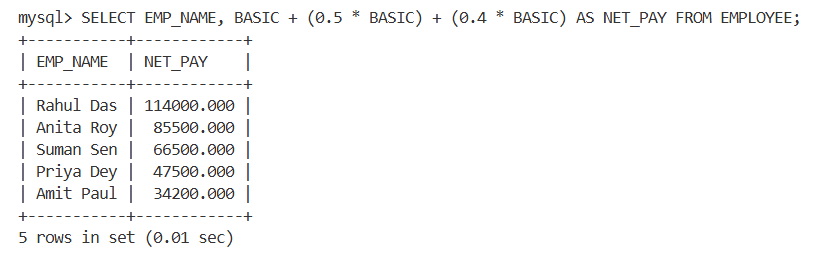 mysql> SELECT EMP_NAME, BASIC + (0.5 * BASIC) + (0.4 * BASIC) AS NET_PAY FROM EMPLOYEE;
+-----------+------------+
| EMP_NAME  | NET_PAY    |
+-----------+------------+
| Rahul Das | 114000.000 |
| Anita Roy |  85500.000 |
| Suman Sen |  66500.000 |
| Priya Dey |  47500.000 |
| Amit Paul |  34200.000 |
+-----------+------------+
5 rows in set (0.01 sec)